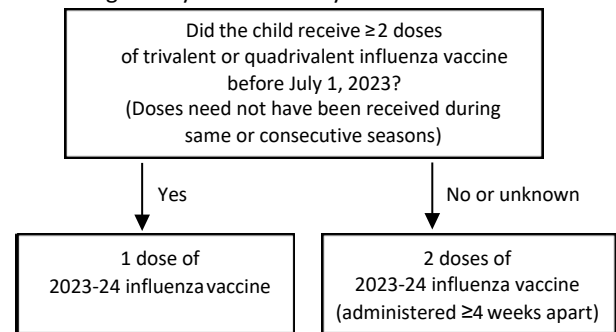 Did the child receive ≥2 doses
of trivalent or quadrivalent influenza vaccine
before July 1, 2023?
(Doses need not have been received during
same or consecutive seasons)
Yes
No or unknown
1 dose of
2023-24 influenza vaccine
2 doses of
2023-24 influenza vaccine
(administered ≥4 weeks apart)